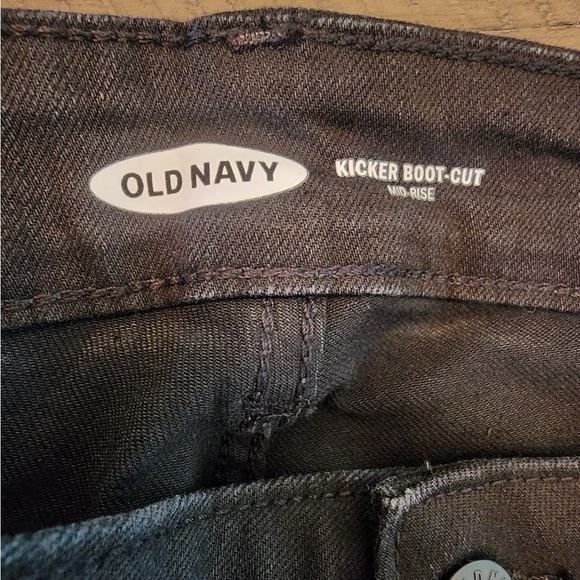 OLD NAVY
KICKER BOOT-CUT
MID-RISE